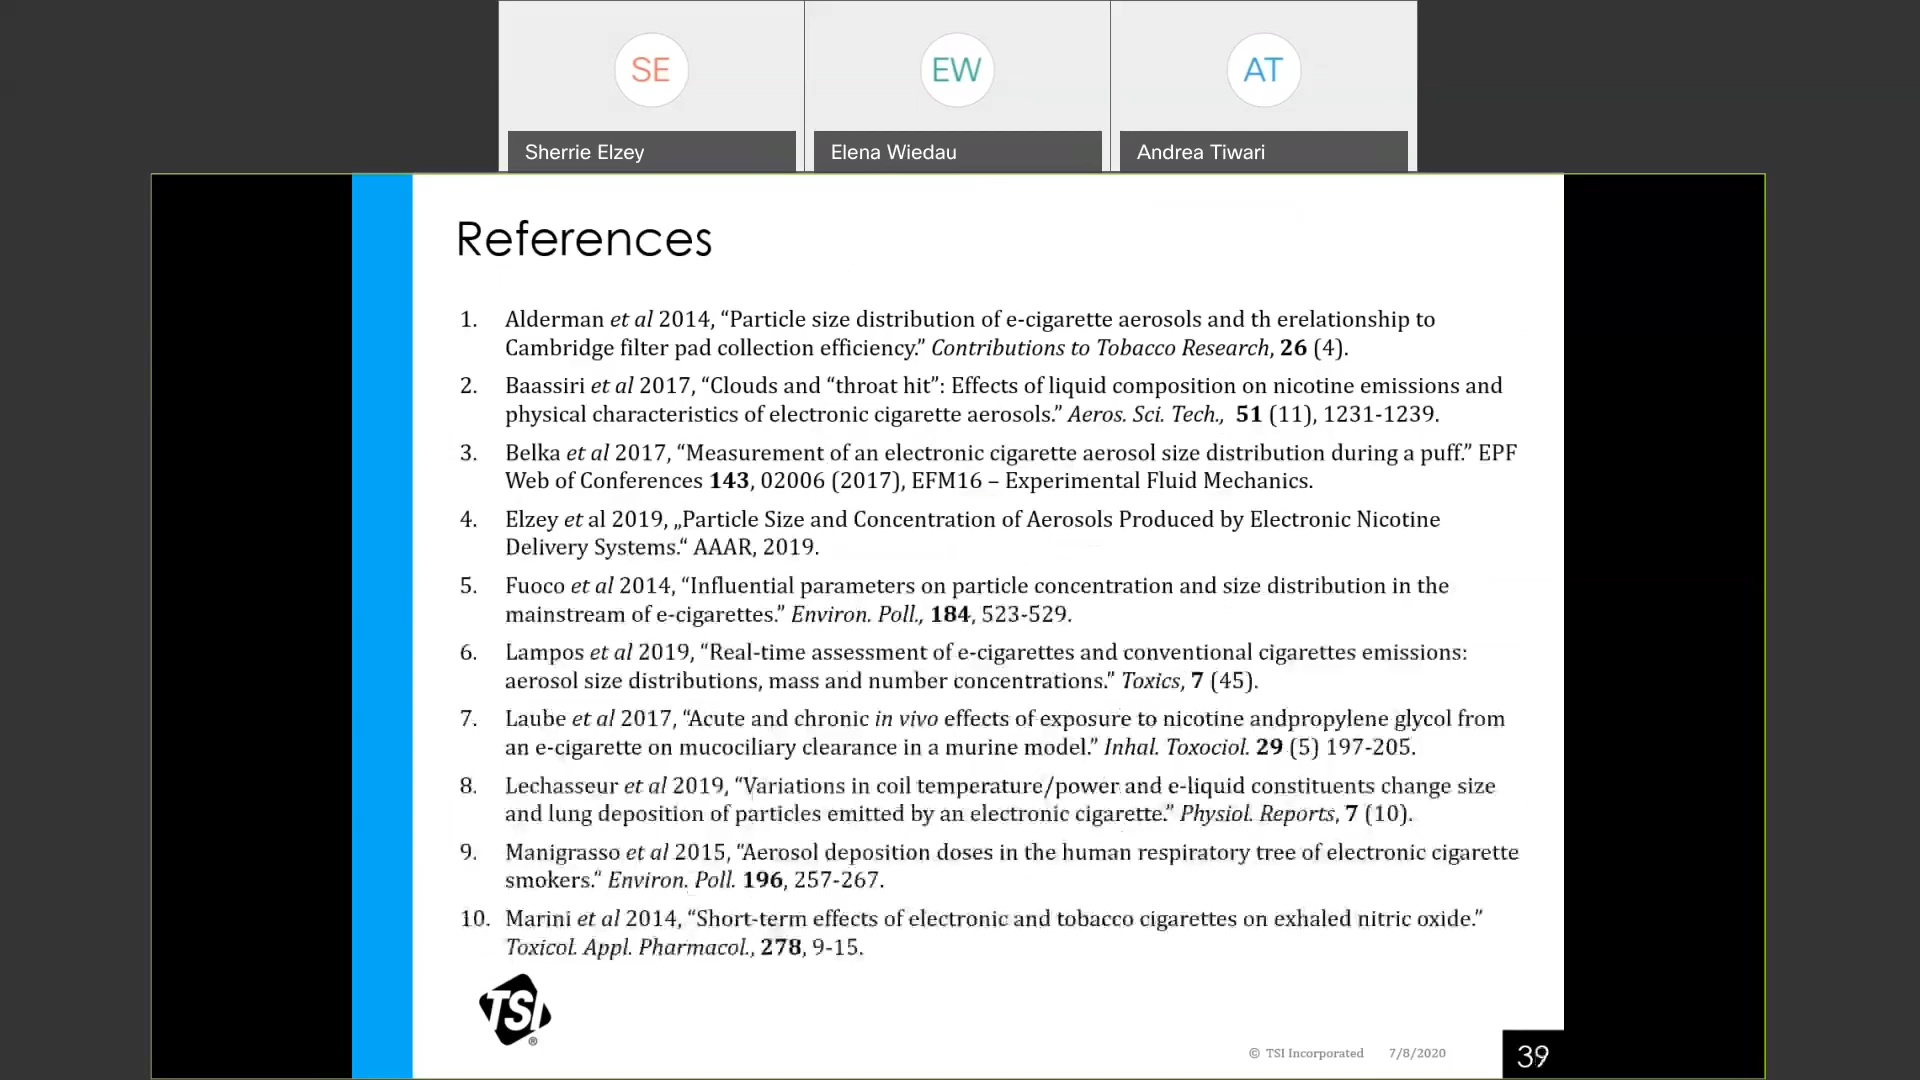 SE
EW
AT
Sherrie Elzey
Elena Wiedau
Andrea Tiwari
References
1. Alderman et al 2014, “Particle size distribution of e-cigarette aerosols and th erelationship to
Cambridge filter pad collection efficiency.” Contributions to Tobacco Research, 26 (4).
2. Baassiri et al 2017, “Clouds and “throat hit”: Effects of liquid composition on nicotine emissions and
physical characteristics of electronic cigarette aerosols.” Aeros. Sci. Tech., 51 (11), 1231-1239.
3. Belka et al 2017, “Measurement of an electronic cigarette aerosol size distribution during a puff.” EPF
Web of Conferences 143, 02006 (2017), EFM16 – Experimental Fluid Mechanics.
4. Elzey et al 2019, „Particle Size and Concentration of Aerosols Produced by Electronic Nicotine
Delivery Systems.“ AAAR, 2019.
5. Fuoco et al 2014, “Influential parameters on particle concentration and size distribution in the
mainstream of e-cigarettes.” Environ. Poll., 184, 523-529.
6. Lampos et al 2019, “Real-time assessment of e-cigarettes and conventional cigarettes emissions:
aerosol size distributions, mass and number concentrations.” Toxics, 7 (45).
7. Laube et al 2017, “Acute and chronic in vivo effects of exposure to nicotine andpropylene glycol from
an e-cigarette on mucociliary clearance in a murine model.” Inhal. Toxociol. 29 (5) 197-205.
8. Lechasseur et al 2019, “Variations in coil temperature/power and e-liquid constituents change size
and lung deposition of particles emitted by an electronic cigarette.” Physiol. Reports, 7 (10).
9. Manigrasso et al 2015, “Aerosol deposition doses in the human respiratory tree of electronic cigarette
smokers.” Environ. Poll. 196, 257-267.
10. Marini et al 2014, “Short-term effects of electronic and tobacco cigarettes on exhaled nitric oxide.”
Toxicol. Appl. Pharmacol., 278, 9-15.
TSI®
© TSI Incorporated 7/8/2020
39